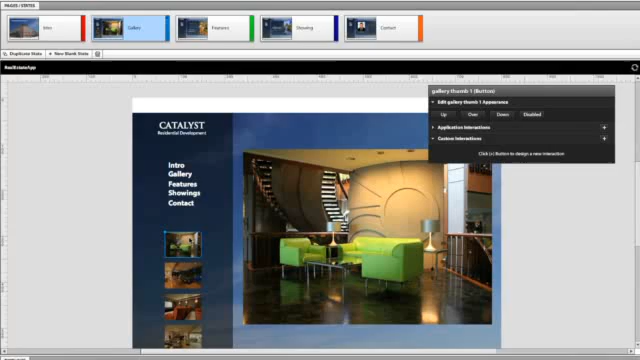 PAGES / STATES
Intro
Gallery
Features
Showing
Contact
Duplicate State
New Blank State
RealEstateApp
gallery thumb 1 (Button)
Edit gallery thumb 1 Appearance
Up
Over
Down
Disabled
Application Interactions
Custom Interactions
Click (+) Button to design a new interaction
CATALYST
Residential Development
Intro
Gallery
Features
Showings
Contact